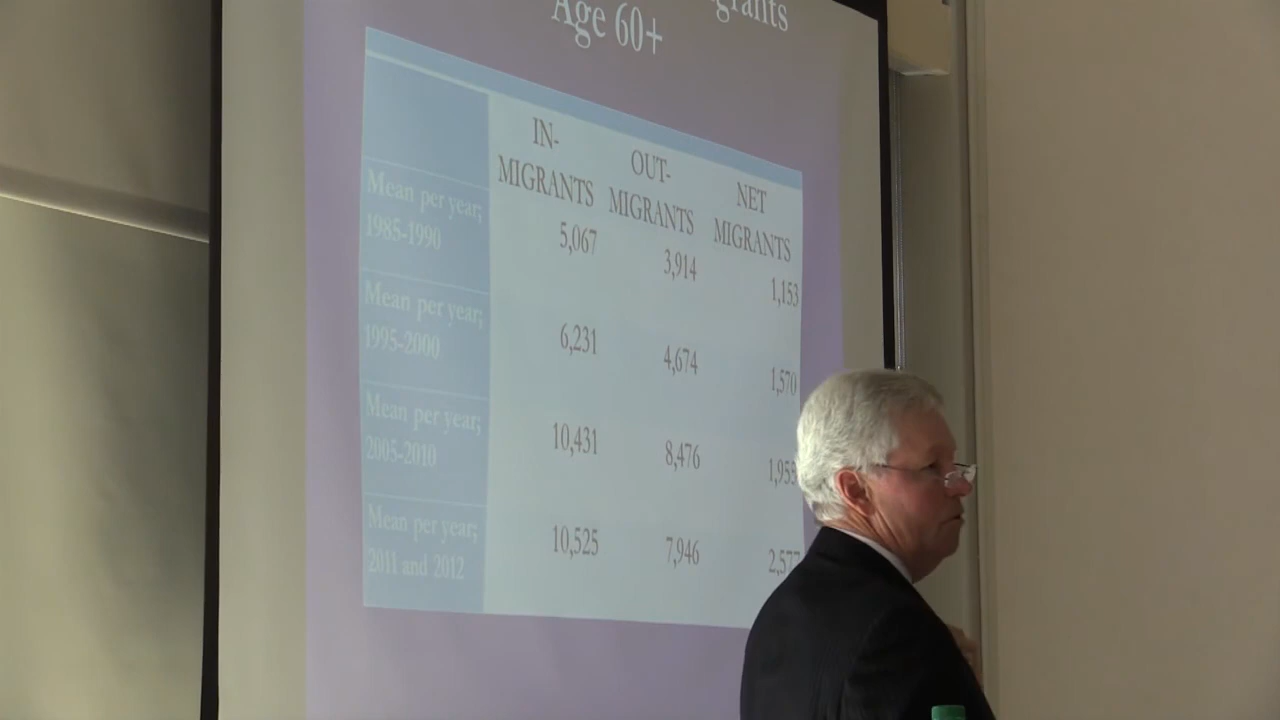 Age 60+
IN-
MIGRANTS
OUT-
MIGRANTS
NET
MIGRANTS
Mean per year;
1985-1990
5,067
3,914
1,153
Mean per year;
1995-2000
6,231
4,674
1,570
Mean per year;
2005-2010
10,431
8,476
Mean per year;
2011 and 2012
10,525
7,946